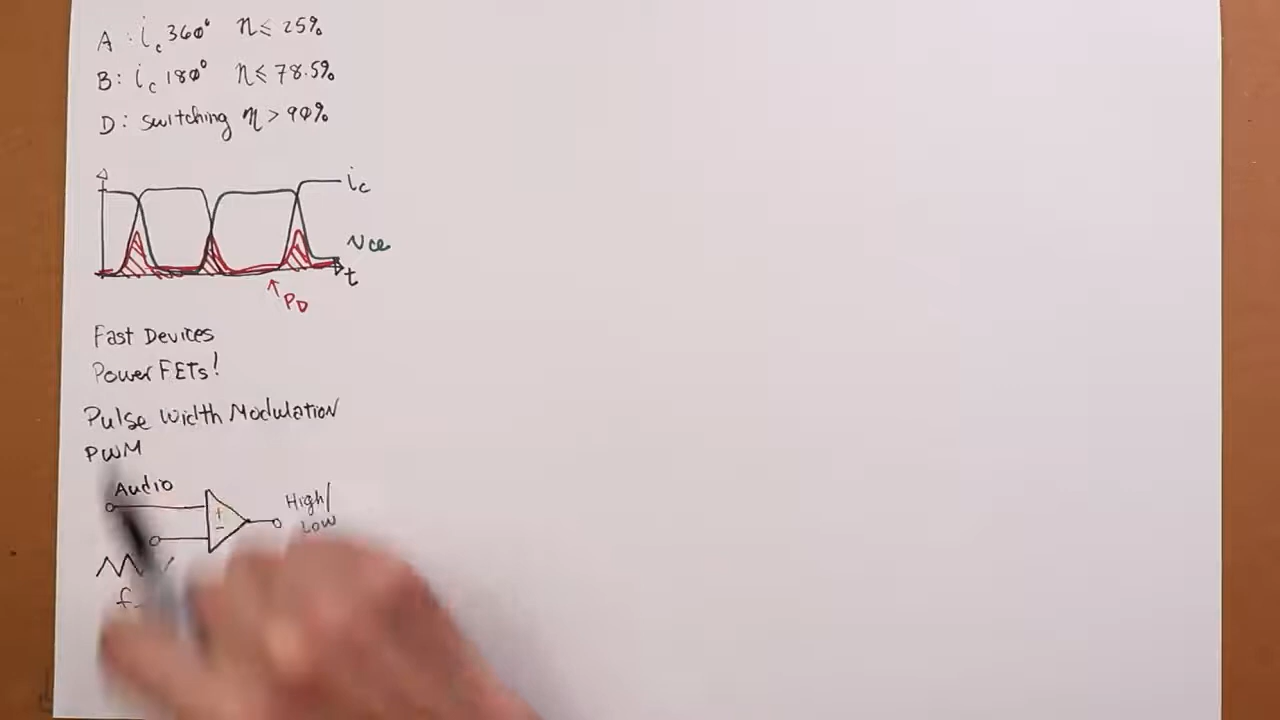 A : ic 360° η ≤ 25%
B: ic 180° η ≤ 78.5%
D: switching η > 90%
ic
vce
t
PD
Fast Devices
Power FETs!
Pulse Width Modulation
PWM
Audio
High/
Low
+
-
f